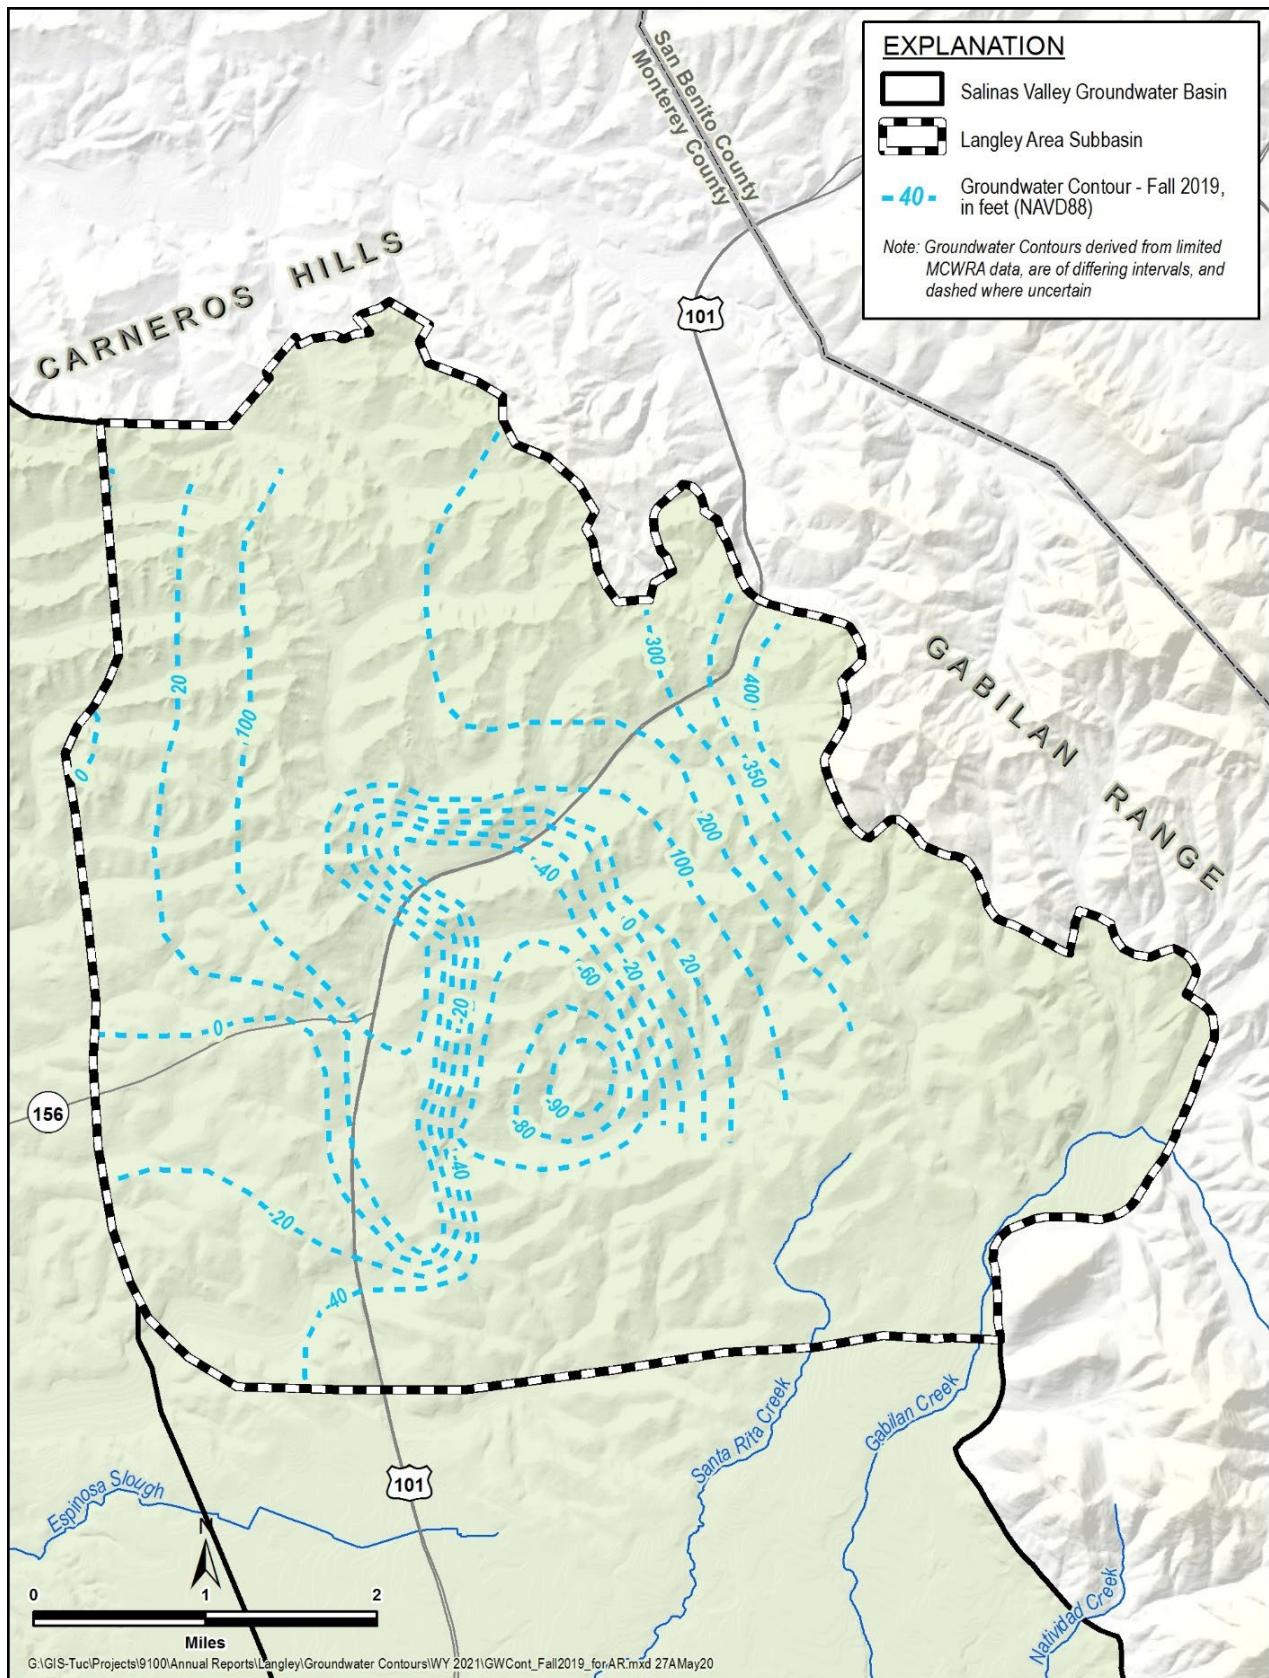 EXPLANATION
Salinas Valley Groundwater Basin
Langley Area Subbasin
- 40 -
Groundwater Contour - Fall 2019,
in feet (NAVD88)
Note: Groundwater Contours derived from limited
MCWRA data, are of differing intervals, and
dashed where uncertain
San Benito County
Monterey County
CARNEROS HILLS
101
GABILAN RANGE
300
400
20
100
350
0
200
100
-40
0
20
-20
-60
-20
0
-90
-80
156
-40
-20
-40
Santa Rita Creek
Gabilan Creek
101
Espinosa Slough
Natividad Creek
N
0 1 2
Miles
G:\GIS-Tuc\Projects\9100\Annual Reports\Langley\Groundwater Contours\WY 2021\GWCont_Fall2019_forAR.mxd 27AMay20